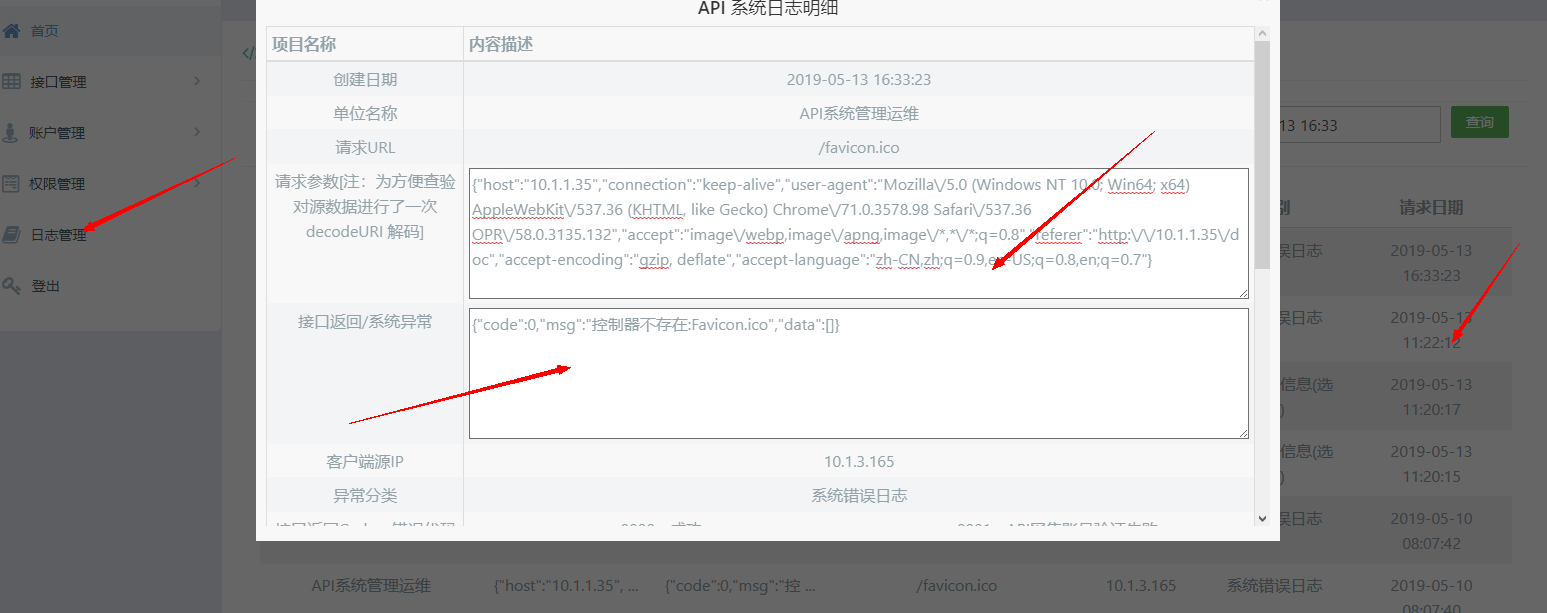 API 系统日志明细
首页
接口管理
账户管理
权限管理
日志管理
登出
项目名称
内容描述
创建日期
2019-05-13 16:33:23
单位名称
API系统管理运维
请求URL
/favicon.ico
请求参数[注：为方便查验
对源数据进行了一次
decodeURI 解码]
{"host":"10.1.1.35","connection":"keep-alive","user-agent":"Mozilla\/5.0 (Windows NT 10.0; Win64; x64)
AppleWebKit\/537.36 (KHTML, like Gecko) Chrome\/71.0.3578.98 Safari\/537.36
OPR\/58.0.3135.132","accept":"image\/webp,image\/apng,image\/*,*\/*;q=0.8","referer":"http:\/\/10.1.1.35\/d
oc","accept-encoding":"gzip, deflate","accept-language":"zh-CN,zh;q=0.9,en-US;q=0.8,en;q=0.7"}
接口返回/系统异常
{"code":0,"msg":"控制器不存在:Favicon.ico","data":[]}
客户端源IP
10.1.3.165
异常分类
系统错误日志
13 16:33
查询
别
请求日期
误日志
2019-05-13
16:33:23
误日志
2019-05-13
11:22:12
信息(选
)
2019-05-13
11:20:17
信息(选
)
2019-05-13
11:20:15
误日志
2019-05-10
08:07:42
API系统管理运维
{"host":"10.1.1.35", ...
{"code":0,"msg":"控 ...
/favicon.ico
10.1.3.165
系统错误日志
2019-05-10
08:07:40